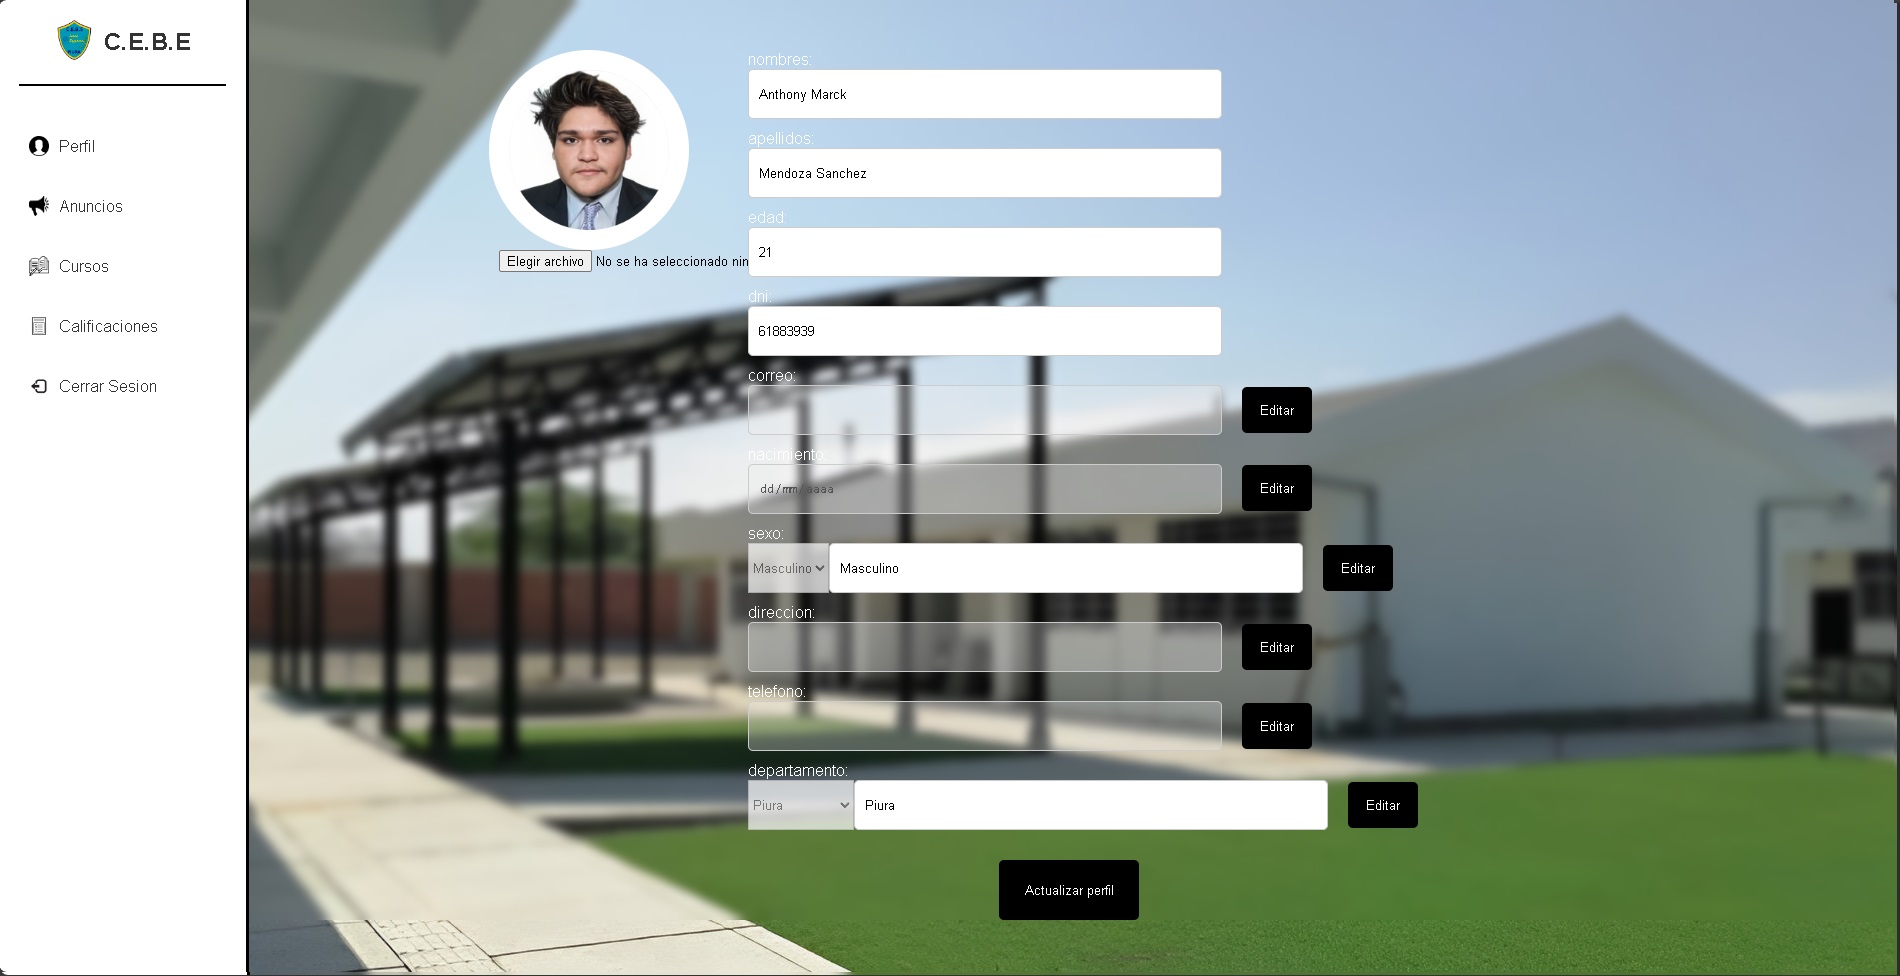 C.E.B.E
Perfil
Anuncios
Cursos
Calificaciones
Cerrar Sesion
Elegir archivo No se ha seleccionado nin
nombres:
Anthony Marck
apellidos:
Mendoza Sanchez
edad:
21
dni:
61883939
correo:
Editar
nacimiento:
dd/mm/aaaa
Editar
sexo:
Masculino Masculino Editar
direccion:
Editar
telefono:
Editar
departamento:
Piura Piura Editar
Actualizar perfil